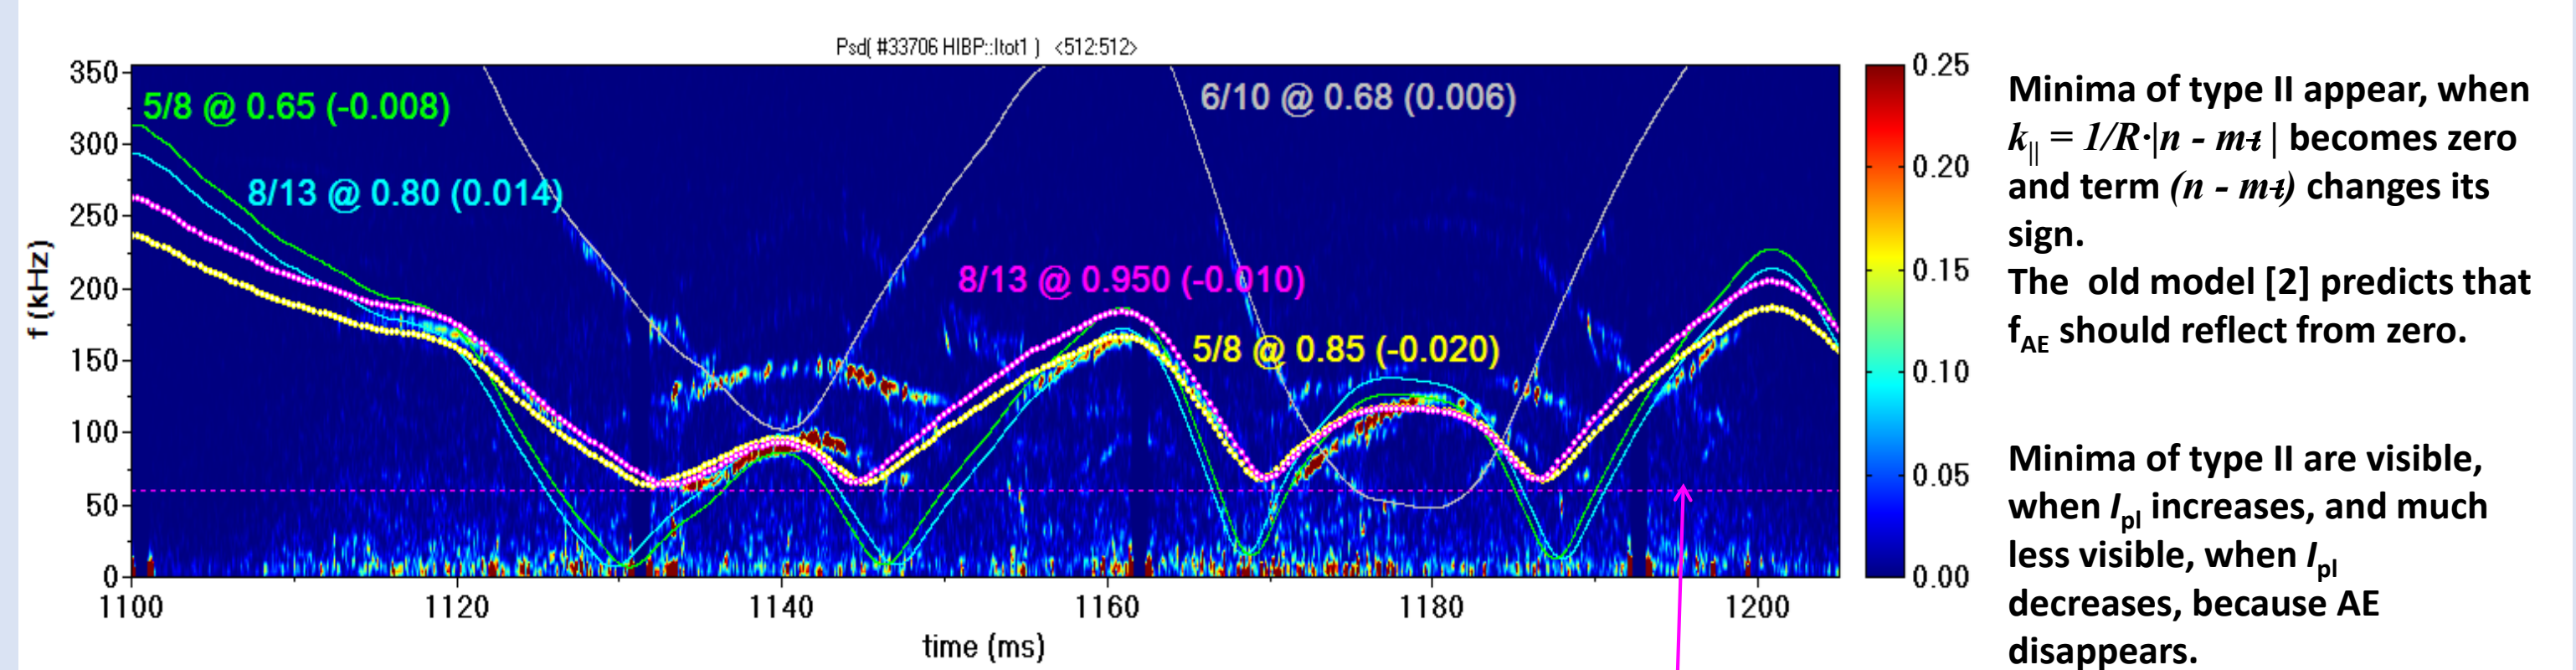 Psd( #33706 HIBP::Itot1 ) <512:512>
350
300
250
200
150
100
50
0
f (kHz)
5/8 @ 0.65 (-0.008)
8/13 @ 0.80 (0.014)
6/10 @ 0.68 (0.006)
8/13 @ 0.950 (-0.010)
5/8 @ 0.85 (-0.020)
1100 1120 1140 1160 1180 1200
time (ms)
0.25
0.20
0.15
0.10
0.05
0.00
Minima of type II appear, when
k|| = 1/R·|n - mƚ | becomes zero
and term (n - mƚ) changes its
sign.
The old model [2] predicts that
fAE should reflect from zero.
Minima of type II are visible,
when Ipl increases, and much
less visible, when Ipl
decreases, because AE
disappears.